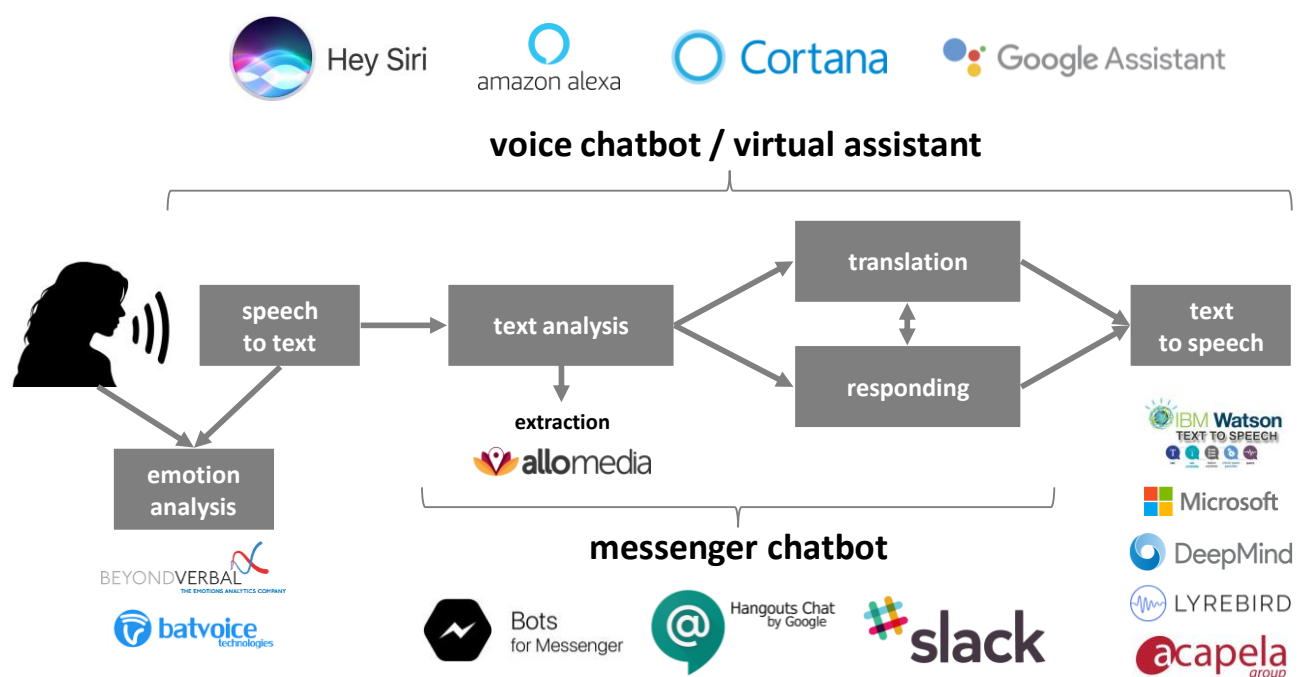 Hey Siri
amazon alexa
Cortana
Google Assistant
voice chatbot / virtual assistant
speech
to text
text analysis
translation
responding
text
to speech
extraction
allomedia
emotion
analysis
BEYONDVERBAL
THE EMOTIONS ANALYTICS COMPANY
batvoice
technologies
messenger chatbot
Bots
for Messenger
@
Hangouts Chat
by Google
slack
IBM Watson
TEXT TO SPEECH
Microsoft
DeepMind
LYREBIRD
acapela
group